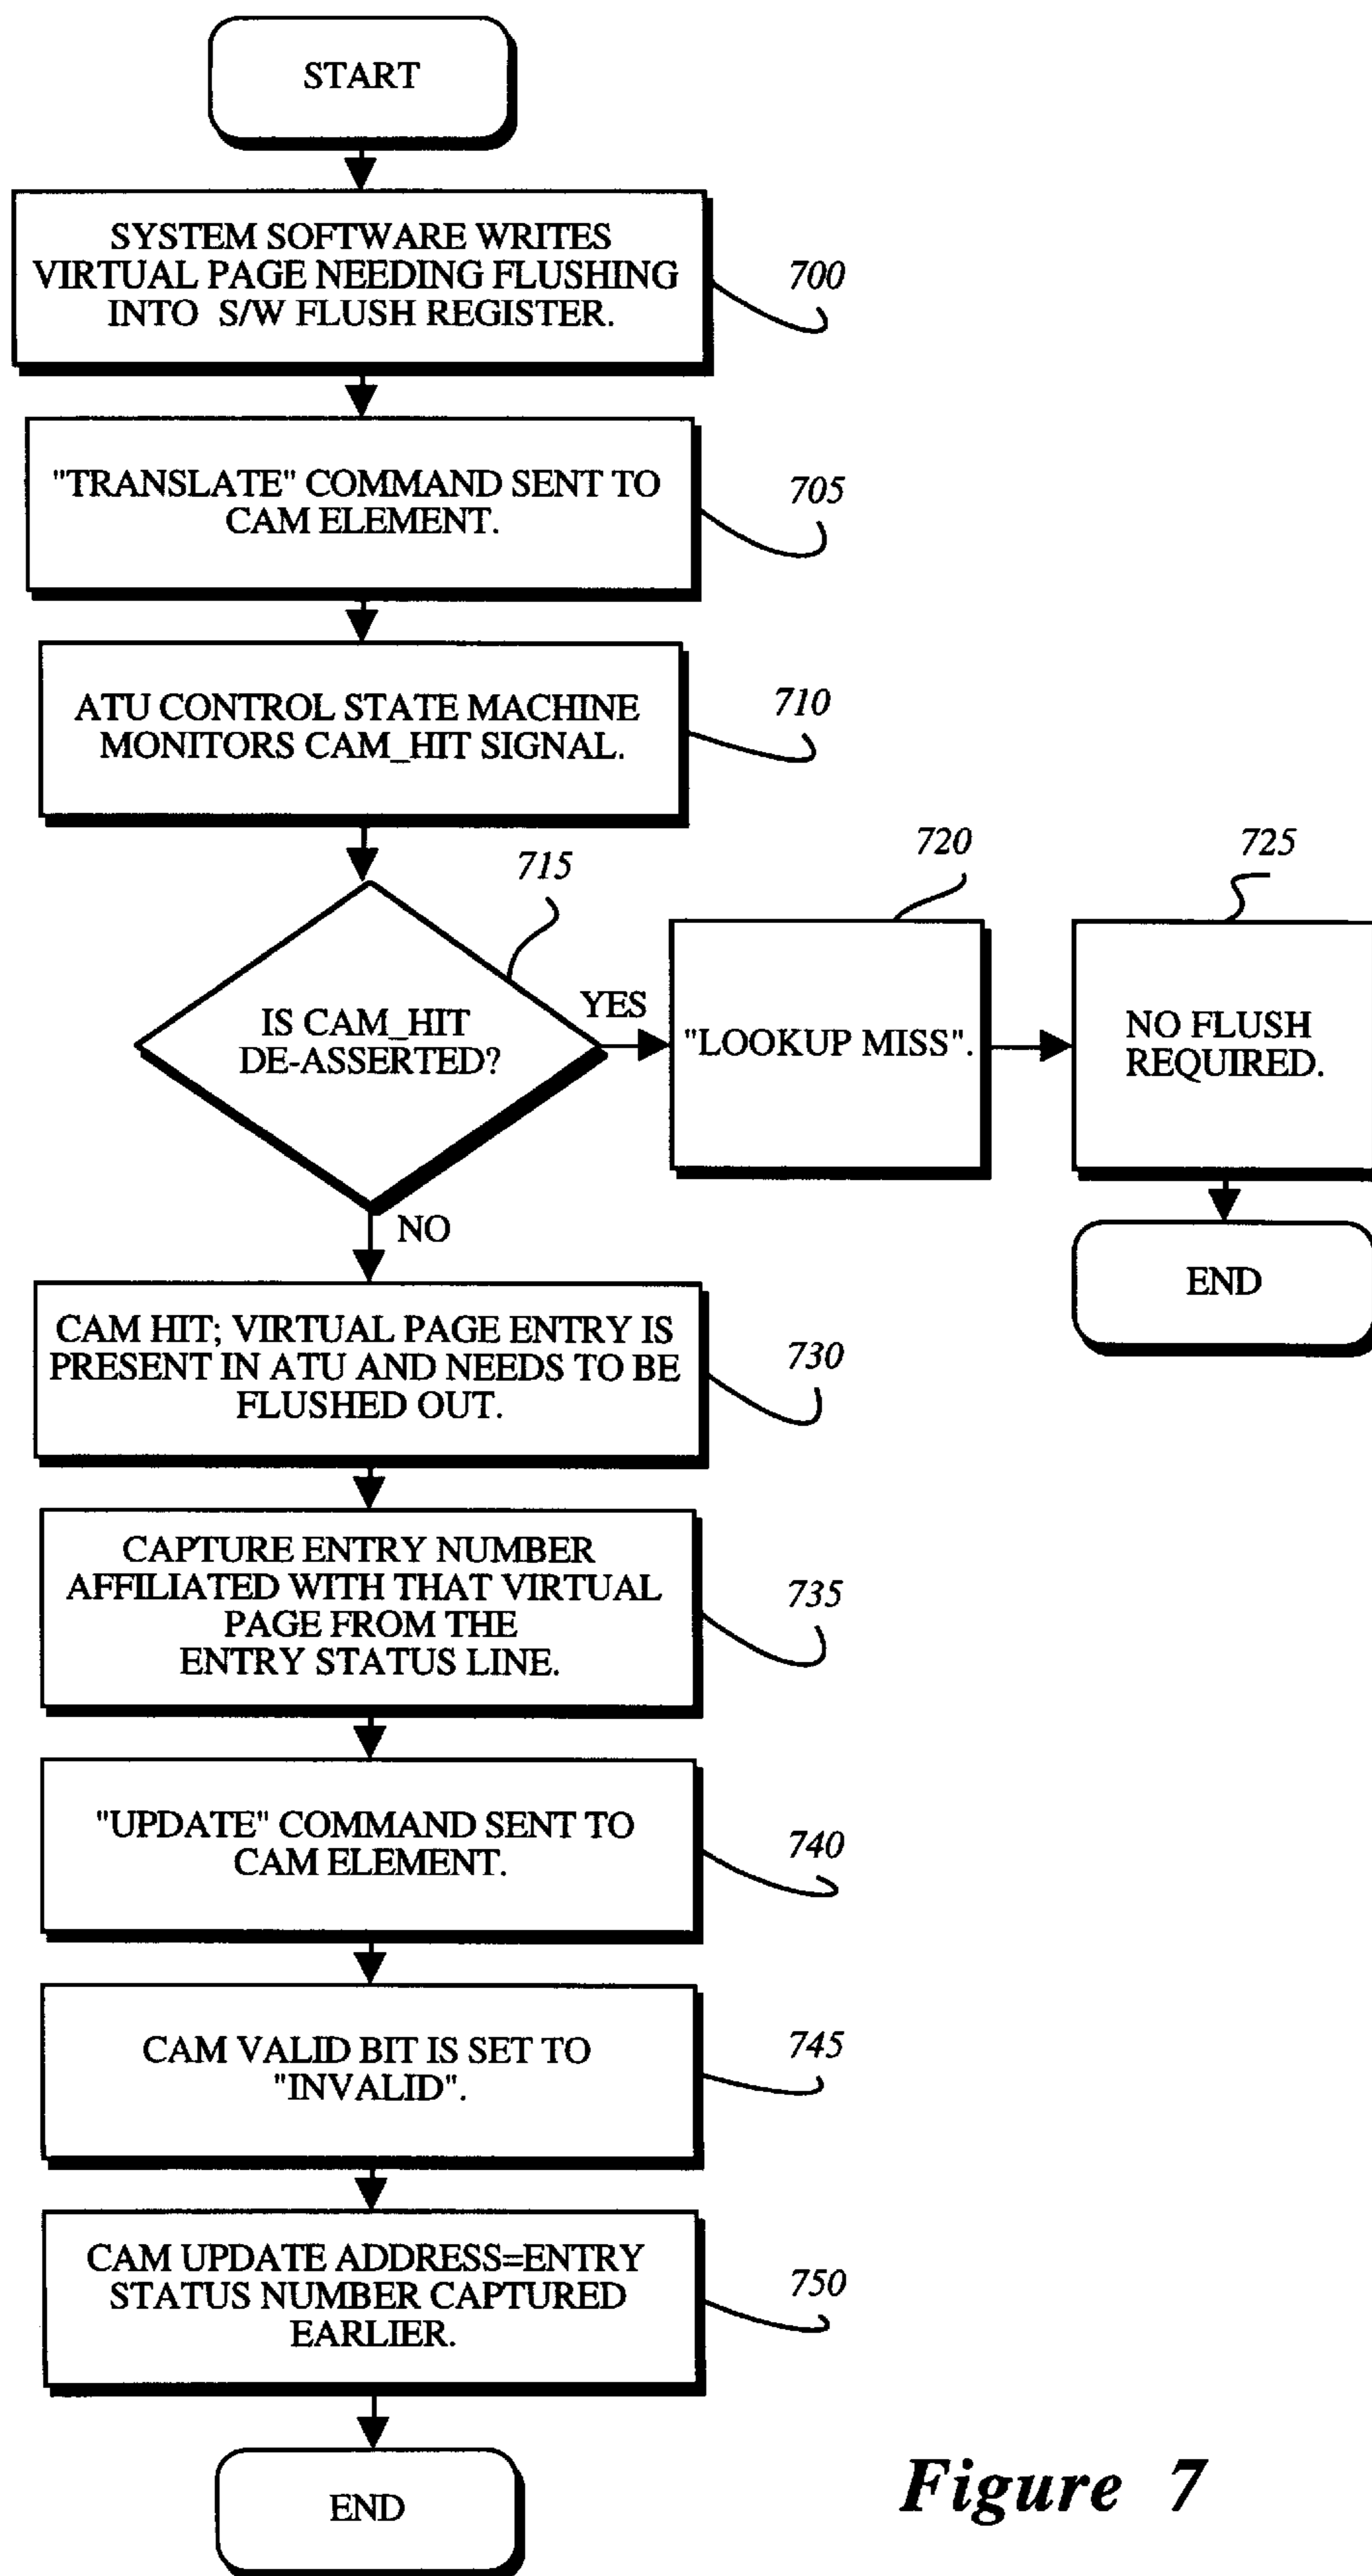 START
SYSTEM SOFTWARE WRITES
VIRTUAL PAGE NEEDING FLUSHING
INTO S/W FLUSH REGISTER.
700
"TRANSLATE" COMMAND SENT TO
CAM ELEMENT.
705
ATU CONTROL STATE MACHINE
MONITORS CAM_HIT SIGNAL.
710
IS CAM_HIT
DE-ASSERTED?
715
YES
"LOOKUP MISS".
720
NO FLUSH
REQUIRED.
725
END
NO
CAM HIT; VIRTUAL PAGE ENTRY IS
PRESENT IN ATU AND NEEDS TO BE
FLUSHED OUT.
730
CAPTURE ENTRY NUMBER
AFFILIATED WITH THAT VIRTUAL
PAGE FROM THE
ENTRY STATUS LINE.
735
"UPDATE" COMMAND SENT TO
CAM ELEMENT.
740
CAM VALID BIT IS SET TO
"INVALID".
745
CAM UPDATE ADDRESS=ENTRY
STATUS NUMBER CAPTURED
EARLIER.
750
END
Figure 7